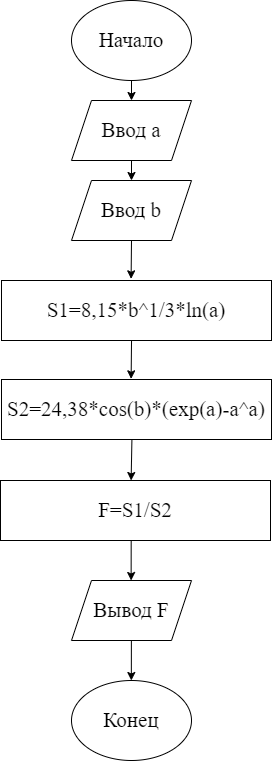 Начало
Ввод a
Ввод b
S1=8,15*b^1/3*ln(a)
S2=24,38*cos(b)*(exp(a)-a^a)
F=S1/S2
Вывод F
Конец